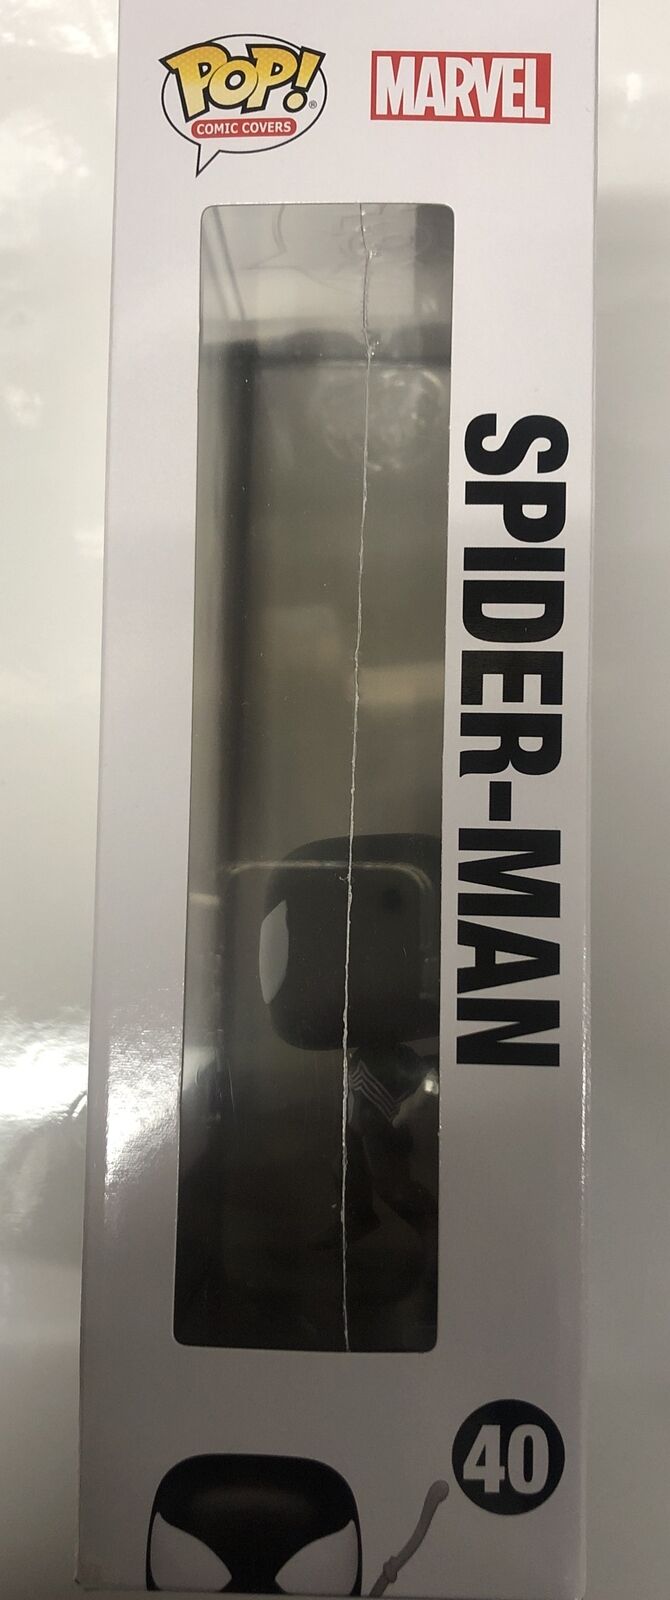 POP!®
COMIC COVERS
MARVEL
SPIDER-MAN
40